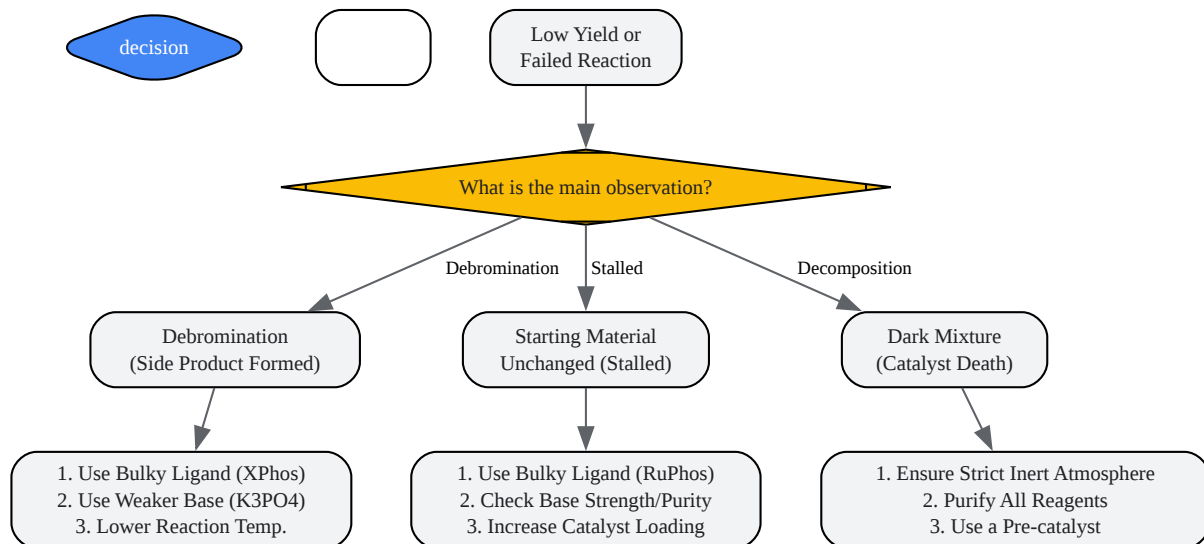 decision
Low Yield or
Failed Reaction
What is the main observation?
Debromination
Stalled
Decomposition
Debromination
(Side Product Formed)
Starting Material
Unchanged (Stalled)
Dark Mixture
(Catalyst Death)
1. Use Bulky Ligand (XPhos)
2. Use Weaker Base (K3PO4)
3. Lower Reaction Temp.
1. Use Bulky Ligand (RuPhos)
2. Check Base Strength/Purity
3. Increase Catalyst Loading
1. Ensure Strict Inert Atmosphere
2. Purify All Reagents
3. Use a Pre-catalyst